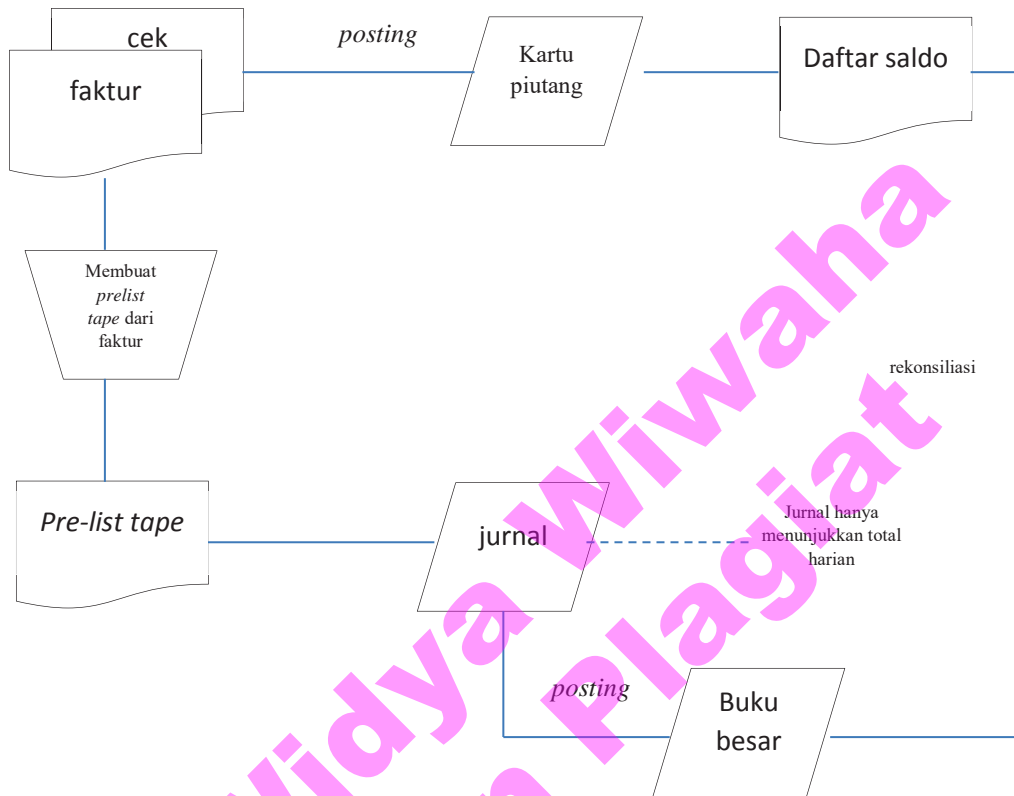 cek
faktur
posting
Kartu
piutang
Daftar saldo
Membuat
prelist
tape dari
faktur
rekonsiliasi
Pre-list tape
jurnal
Jurnal hanya
menunjukkan total
harian
posting
Buku
besar
Widya Wiwaha
Plagiat